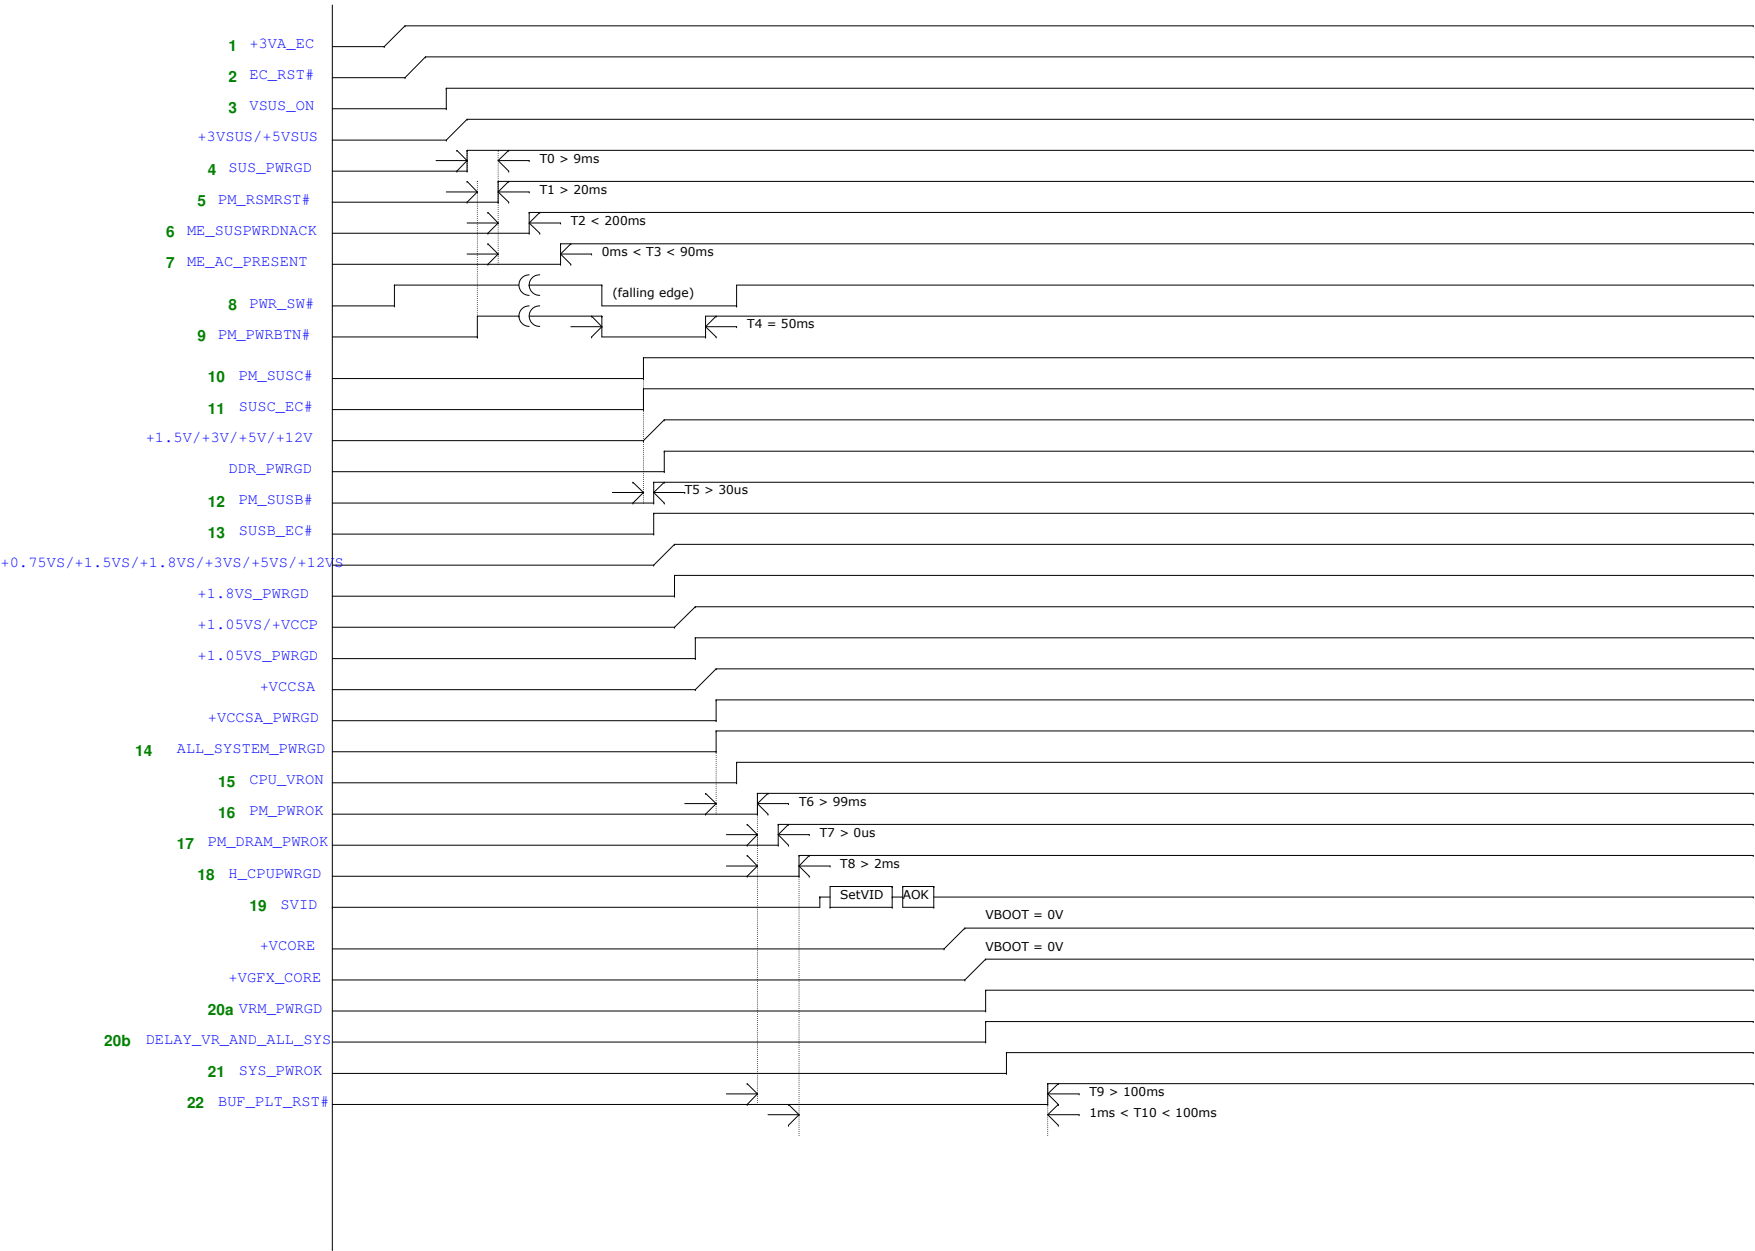 1 +3VA_EC
2 EC_RST#
3 VSUS_ON
+3VSUS/+5VSUS
4 SUS_PWRGD T0 > 9ms
5 PM_RSMRST# T1 > 20ms
6 ME_SUSPWRDNACK T2 < 200ms
7 ME_AC_PRESENT 0ms < T3 < 90ms
8 PWR_SW# (falling edge)
9 PM_PWRBTN# T4 = 50ms
10 PM_SUSC#
11 SUSC_EC#
+1.5V/+3V/+5V/+12V
DDR_PWRGD
12 PM_SUSB# T5 > 30us
13 SUSB_EC#
+0.75VS/+1.5VS/+1.8VS/+3VS/+5VS/+12VS
+1.8VS_PWRGD
+1.05VS/+VCCP
+1.05VS_PWRGD
+VCCSA
+VCCSA_PWRGD
14 ALL_SYSTEM_PWRGD
15 CPU_VRON
16 PM_PWROK T6 > 99ms
17 PM_DRAM_PWROK T7 > 0us
18 H_CPUPWRGD T8 > 2ms
19 SVID SetVID AOK
VBOOT = 0V
+VCORE VBOOT = 0V
+VGFX_CORE
20a VRM_PWRGD
20b DELAY_VR_AND_ALL_SYS
21 SYS_PWROK
22 BUF_PLT_RST# T9 > 100ms
1ms < T10 < 100ms